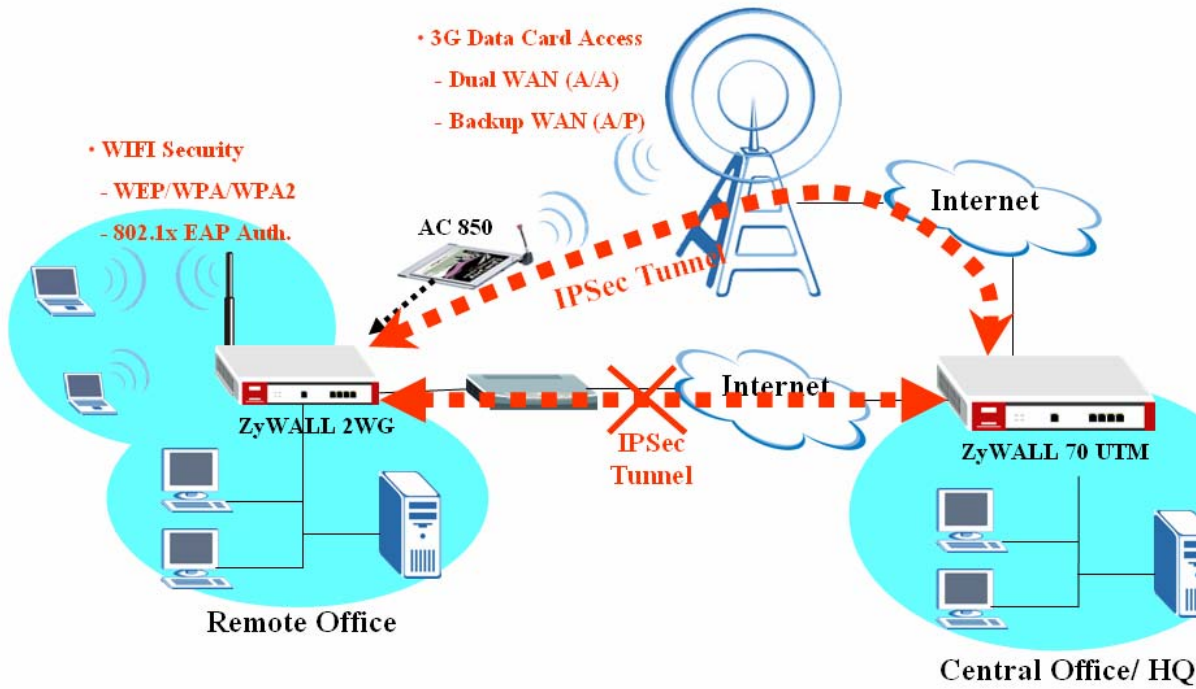 · 3G Data Card Access
- Dual WAN (A/A)
- Backup WAN (A/P)
· WIFI Security
- WEP/WPA/WPA2
- 802.1x EAP Auth.
AC 850
Internet
IPSec Tunnel
Internet
ZyWALL 2WG
IPSec
Tunnel
ZyWALL 70 UTM
Remote Office
Central Office/ HQ